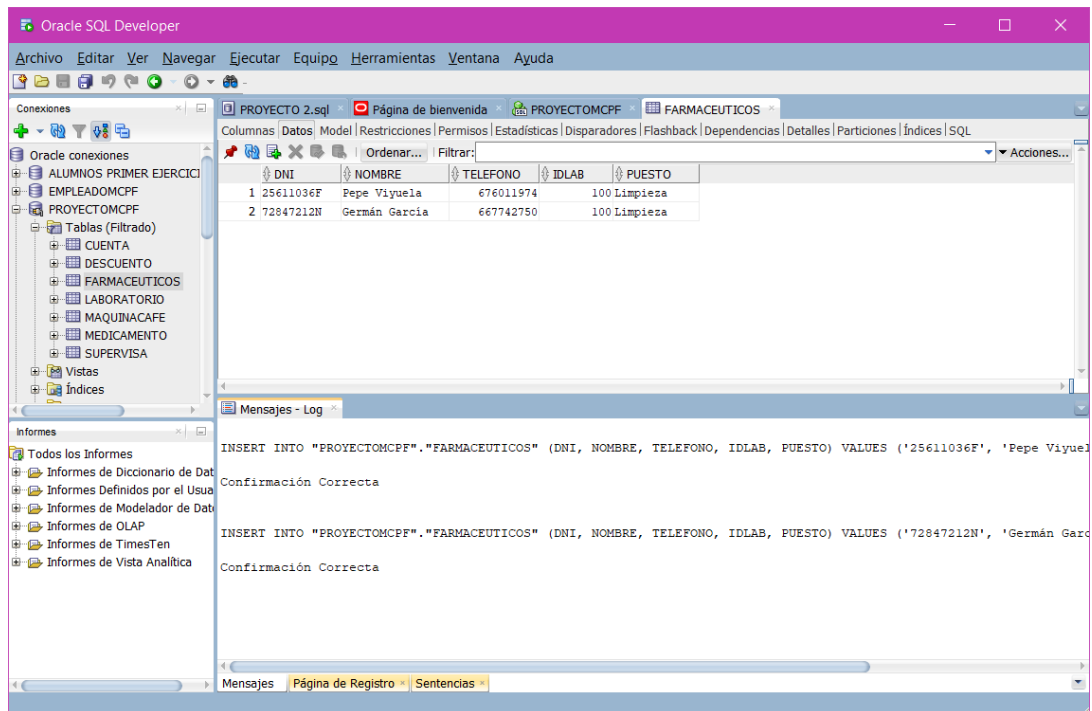 Oracle SQL Developer
Archivo Editar Ver Navegar Ejecutar Equipo Herramientas Ventana Ayuda
Conexiones
Oracle conexiones
ALUMNOS PRIMER EJERCICI
EMPLEADOMCPF
PROYECTOMCPF
Tablas (Filtrado)
CUENTA
DESCUENTO
FARMACEUTICOS
LABORATORIO
MAQUINACAFE
MEDICAMENTO
SUPERVISA
Vistas
Índices
Informes
Todos los Informes
Informes de Diccionario de Dat
Informes Definidos por el Usua
Informes de Modelador de Dat
Informes de OLAP
Informes de TimesTen
Informes de Vista Analítica
PROYECTO 2.sql Página de bienvenida PROYECTOMCPF FARMACEUTICOS
Columnas Datos Model Restricciones Permisos Estadísticas Disparadores Flashback Dependencias Detalles Particiones Índices SQL
Ordenar... Filtrar: Acciones...
DNI NOMBRE TELEFONO IDLAB PUESTO
1 25611036F Pepe Viyuela 676011974 100 Limpieza
2 72847212N Germán García 667742750 100 Limpieza
Mensajes - Log
INSERT INTO "PROYECTOMCPF"."FARMACEUTICOS" (DNI, NOMBRE, TELEFONO, IDLAB, PUESTO) VALUES ('25611036F', 'Pepe Viyuel
Confirmación Correcta
INSERT INTO "PROYECTOMCPF"."FARMACEUTICOS" (DNI, NOMBRE, TELEFONO, IDLAB, PUESTO) VALUES ('72847212N', 'Germán Garc
Confirmación Correcta
Mensajes Página de Registro Sentencias